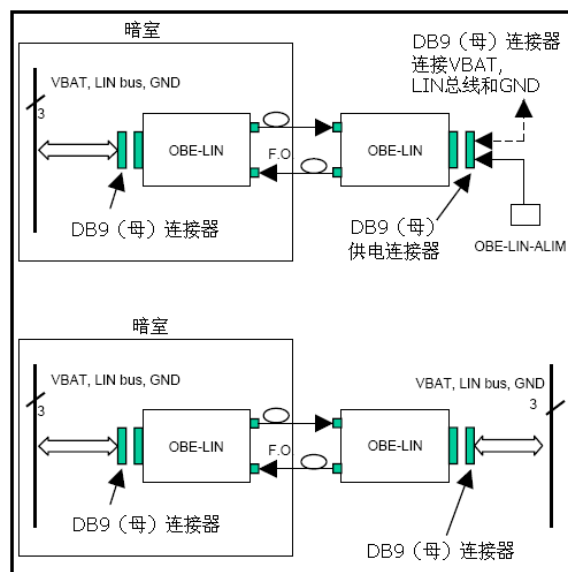 暗室
DB9（母）连接器
连接VBAT,
LIN总线和GND
VBAT, LIN bus, GND
3
OBE-LIN
F.O
OBE-LIN
DB9（母）连接器
DB9（母）
供电连接器
OBE-LIN-ALIM
暗室
VBAT, LIN bus, GND
VBAT, LIN bus, GND
3
3
OBE-LIN
F.O
OBE-LIN
DB9（母）连接器
DB9（母）连接器